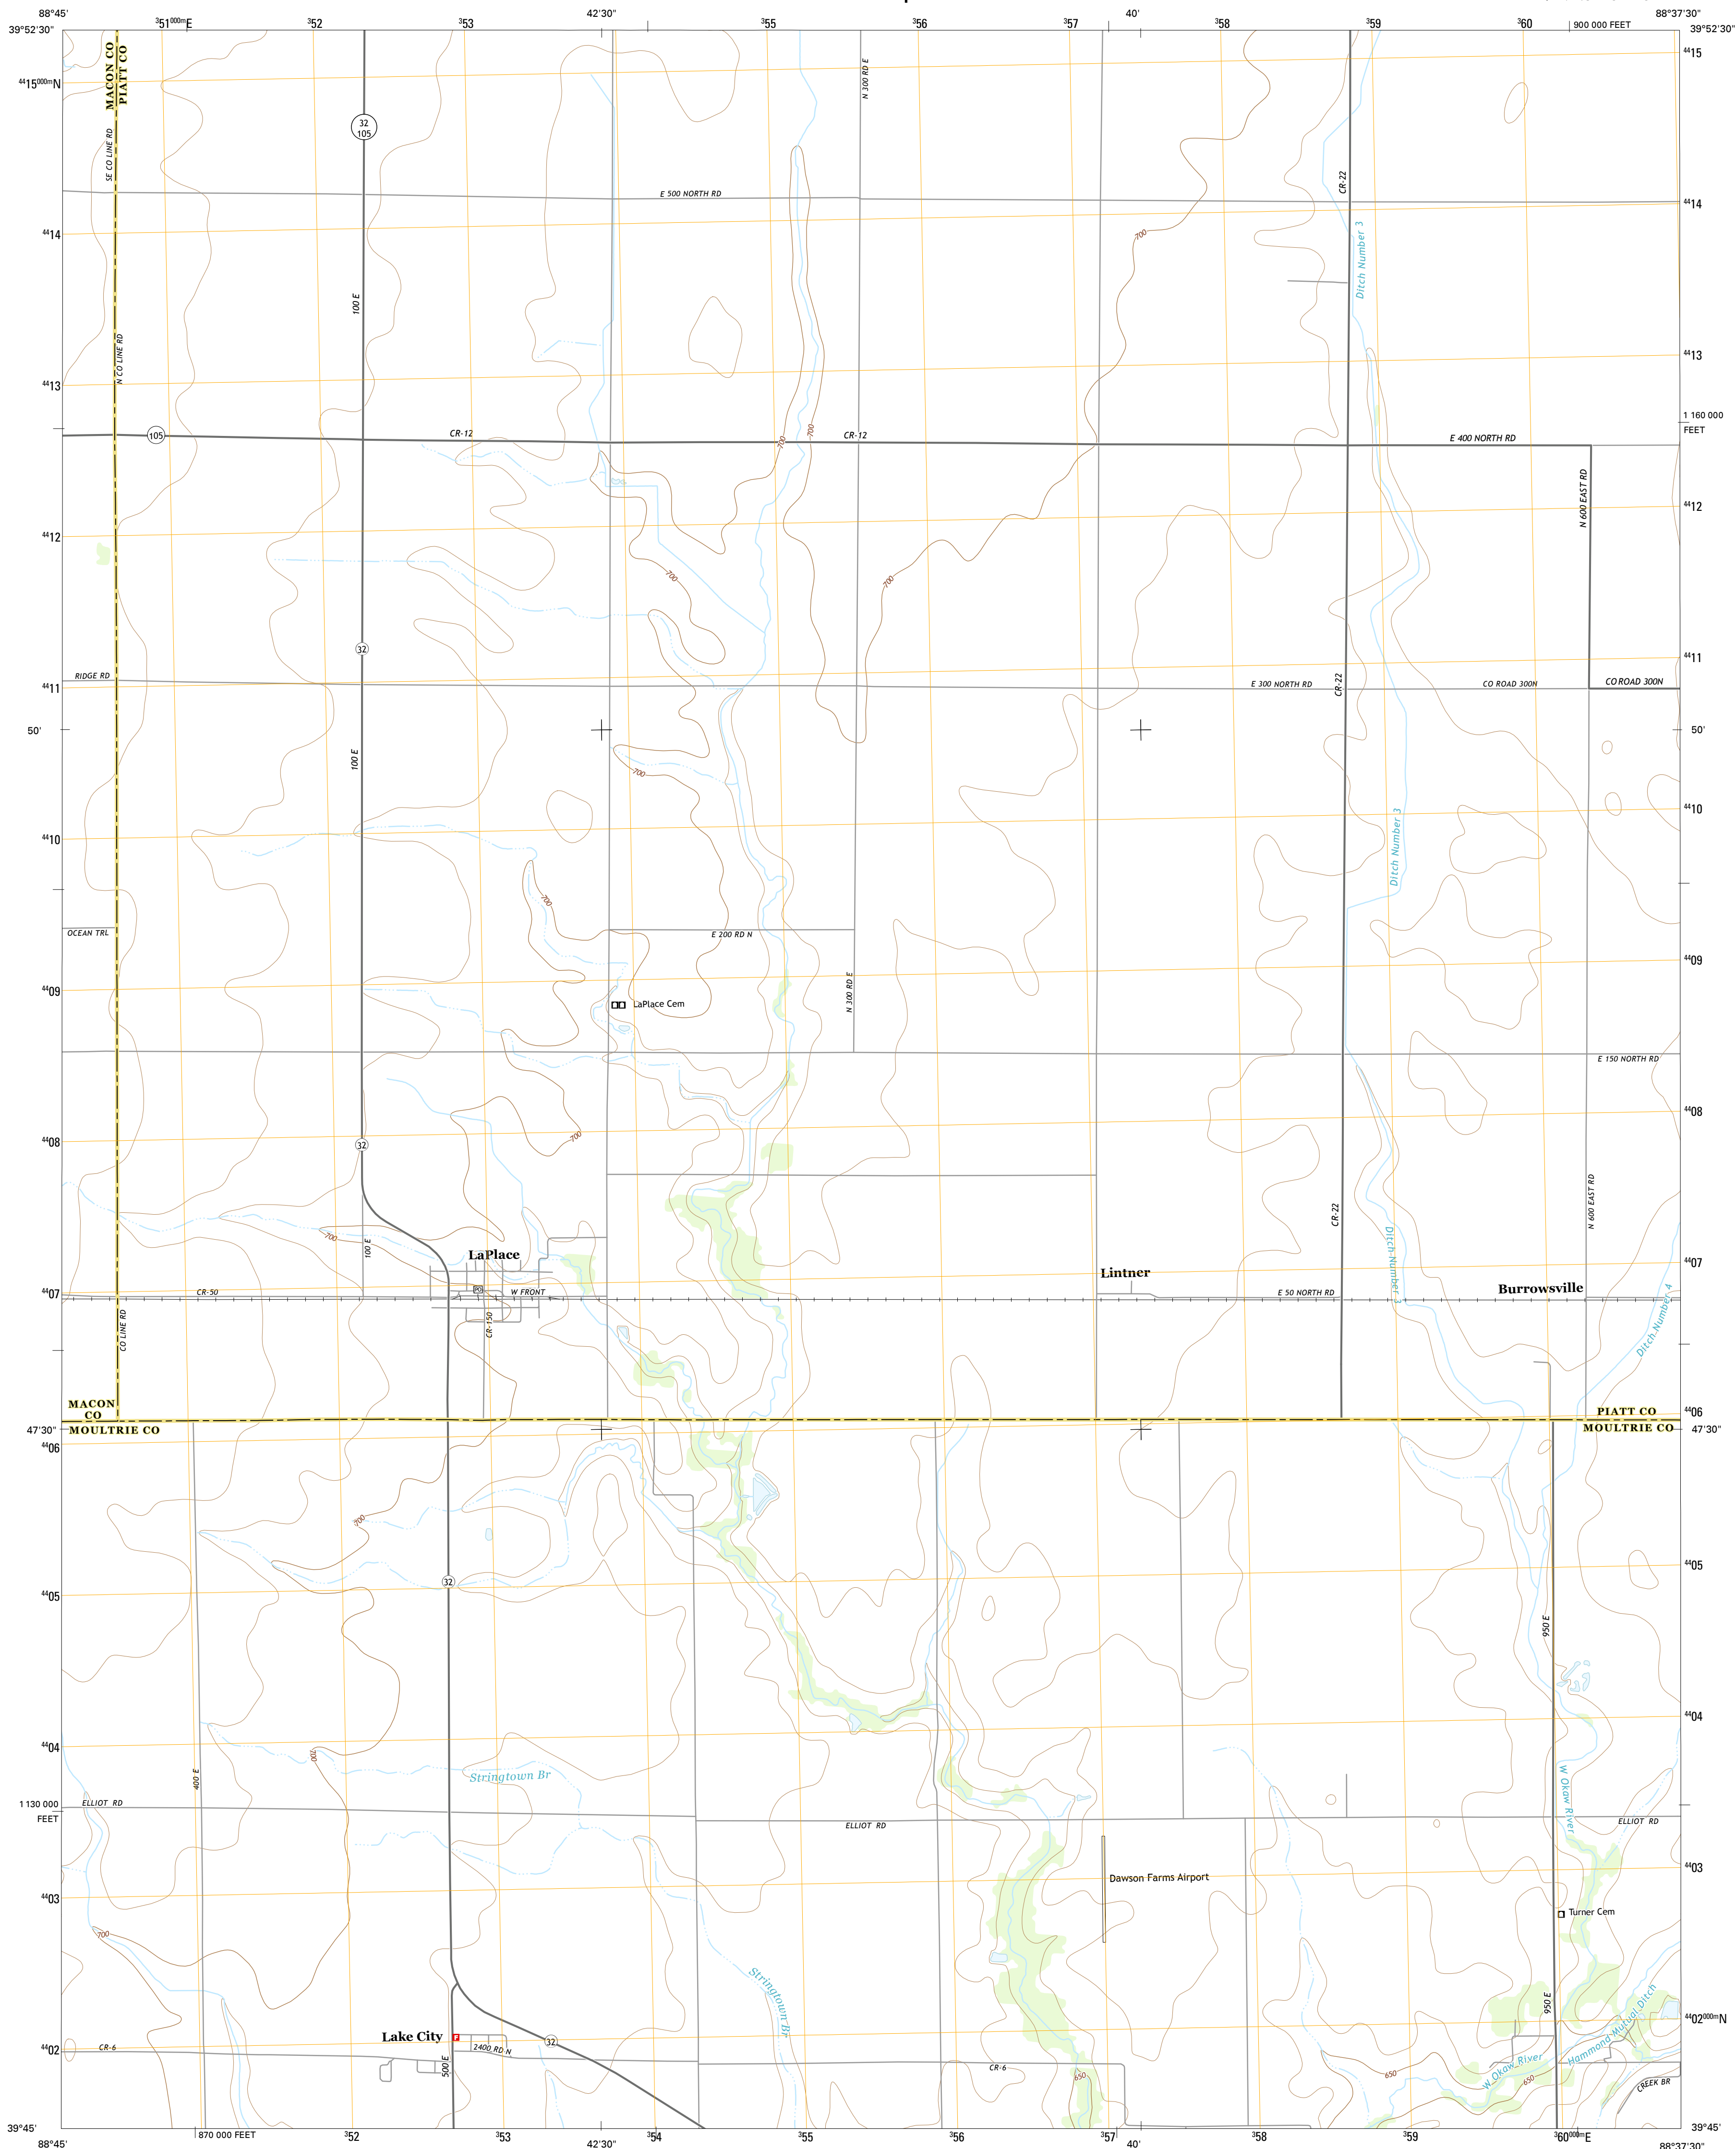 88°45'
³51⁰⁰⁰ᵐE
³52
³53
42'30"
³55
³56
³57
40'
³58
³59
³60
900 000 FEET
88°37'30"
39°52'30"
39°52'30"
MACON CO
PIATT CO
⁴⁴15⁰⁰⁰ᵐN
⁴⁴15
N 300 RD E
32
105
SE CO LINE RD
CR-22
E 500 NORTH RD
⁴⁴14
⁴⁴14
700
Ditch Number 3
100 E
N CO LINE RD
⁴⁴13
⁴⁴13
1 160 000
FEET
105
CR-12
700
700
CR-12
E 400 NORTH RD
N 600 EAST RD
⁴⁴12
⁴⁴12
700
700
32
RIDGE RD
⁴⁴11
⁴⁴11
E 300 NORTH RD
CR-22
CO ROAD 300N
CO ROAD 300N
50'
50'
100 E
700
⁴⁴10
⁴⁴10
Ditch Number 3
700
OCEAN TRL
E 200 RD N
⁴⁴09
⁴⁴09
N 300 RD E
LaPlace Cem
E 150 NORTH RD
⁴⁴08
⁴⁴08
700
32
CR-22
N 600 EAST RD
700
100 E
LaPlace
Ditch Number 3
⁴⁴07
⁴⁴07
Lintner
Burrowsville
PO
CR-50
W FRONT
E 50 NORTH RD
CO LINE RD
CR-150
Ditch Number 4
MACON
CO
PIATT CO
⁴⁴06
MOULTRIE CO
MOULTRIE CO
47'30"
47'30"
⁴⁴06
700
32
⁴⁴05
⁴⁴05
950 E
⁴⁴04
⁴⁴04
700
400 E
Stringtown Br
W Okaw River
1 130 000
FEET
ELLIOT RD
ELLIOT RD
ELLIOT RD
⁴⁴03
⁴⁴03
Dawson Farms Airport
Turner Cem
700
Stringtown Br
950 E
Hammond Mutual Ditch
⁴⁴02⁰⁰⁰ᵐN
Lake City
F
32
⁴⁴02
CR-6
2400 RD N
500 E
CR-6
650
650
W Okaw River
650
CREEK BR
39°45'
39°45'
88°45'
870 000 FEET
³52
³53
42'30"
³54
³55
³56
³57
40'
³58
³59
³60⁰⁰⁰ᵐE
88°37'30"